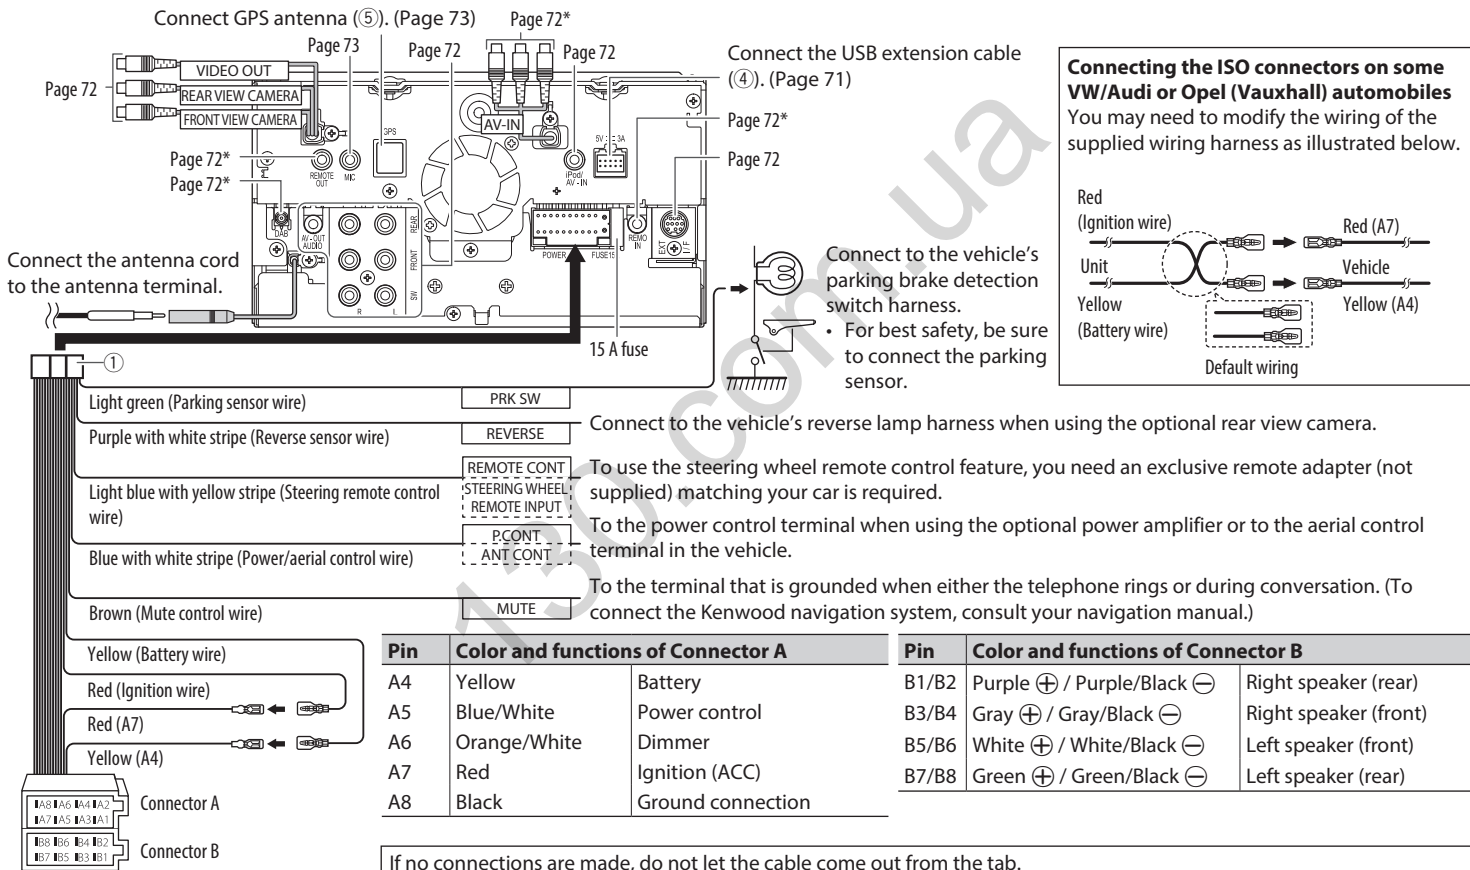 Connect GPS antenna (⑤). (Page 73)
Page 72*
Page 73
Page 72
Page 72
Connect the USB extension cable
(④). (Page 71)
VIDEO OUT
REAR VIEW CAMERA
FRONT VIEW CAMERA
Page 72
AV-IN
GPS
Page 72*
Page 72
Page 72*
Page 72*
REMOTE
OUT
MIC
iPod/
AV-IN
DAB
AV-OUT
AUDIO
REAR
FRONT
SW
R
L
POWER
FUSE15
REMO
IN
EXT
I/F
Connect the antenna cord
to the antenna terminal.
15 A fuse
Connect to the vehicle's
parking brake detection
switch harness.
• For best safety, be sure
to connect the parking
sensor.
Connecting the ISO connectors on some
VW/Audi or Opel (Vauxhall) automobiles
You may need to modify the wiring of the
supplied wiring harness as illustrated below.
Red
(Ignition wire)
Red (A7)
Unit
Vehicle
Yellow
(Battery wire)
Yellow (A4)
Default wiring
①
Light green (Parking sensor wire)
PRK SW
Purple with white stripe (Reverse sensor wire)
REVERSE
Connect to the vehicle's reverse lamp harness when using the optional rear view camera.
Light blue with yellow stripe (Steering remote control
wire)
REMOTE CONT
STEERING WHEEL
REMOTE INPUT
To use the steering wheel remote control feature, you need an exclusive remote adapter (not
supplied) matching your car is required.
Blue with white stripe (Power/aerial control wire)
P.CONT
ANT CONT
To the power control terminal when using the optional power amplifier or to the aerial control
terminal in the vehicle.
Brown (Mute control wire)
MUTE
To the terminal that is grounded when either the telephone rings or during conversation. (To
connect the Kenwood navigation system, consult your navigation manual.)
Yellow (Battery wire)
Red (Ignition wire)
Red (A7)
Yellow (A4)
A8 A6 A4 A2
A7 A5 A3 A1
Connector A
B8 B6 B4 B2
B7 B5 B3 B1
Connector B
Pin Color and functions of Connector A
A4 Yellow Battery
A5 Blue/White Power control
A6 Orange/White Dimmer
A7 Red Ignition (ACC)
A8 Black Ground connection
Pin Color and functions of Connector B
B1/B2 Purple ⊕ / Purple/Black ⊖ Right speaker (rear)
B3/B4 Gray ⊕ / Gray/Black ⊖ Right speaker (front)
B5/B6 White ⊕ / White/Black ⊖ Left speaker (front)
B7/B8 Green ⊕ / Green/Black ⊖ Left speaker (rear)
If no connections are made, do not let the cable come out from the tab.
130.com.ua